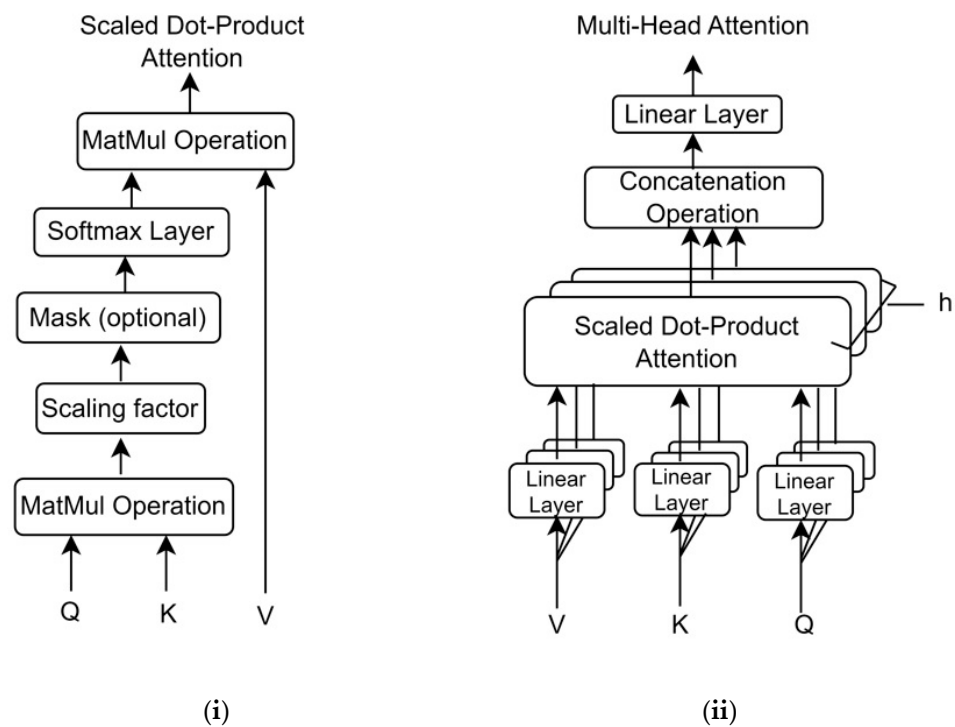 Scaled Dot-Product
Attention
MatMul Operation
Softmax Layer
Mask (optional)
Scaling factor
MatMul Operation
Q
K
V
(i)
Multi-Head Attention
Linear Layer
Concatenation
Operation
Scaled Dot-Product
Attention
h
Linear
Layer
Linear
Layer
Linear
Layer
V
K
Q
(ii)